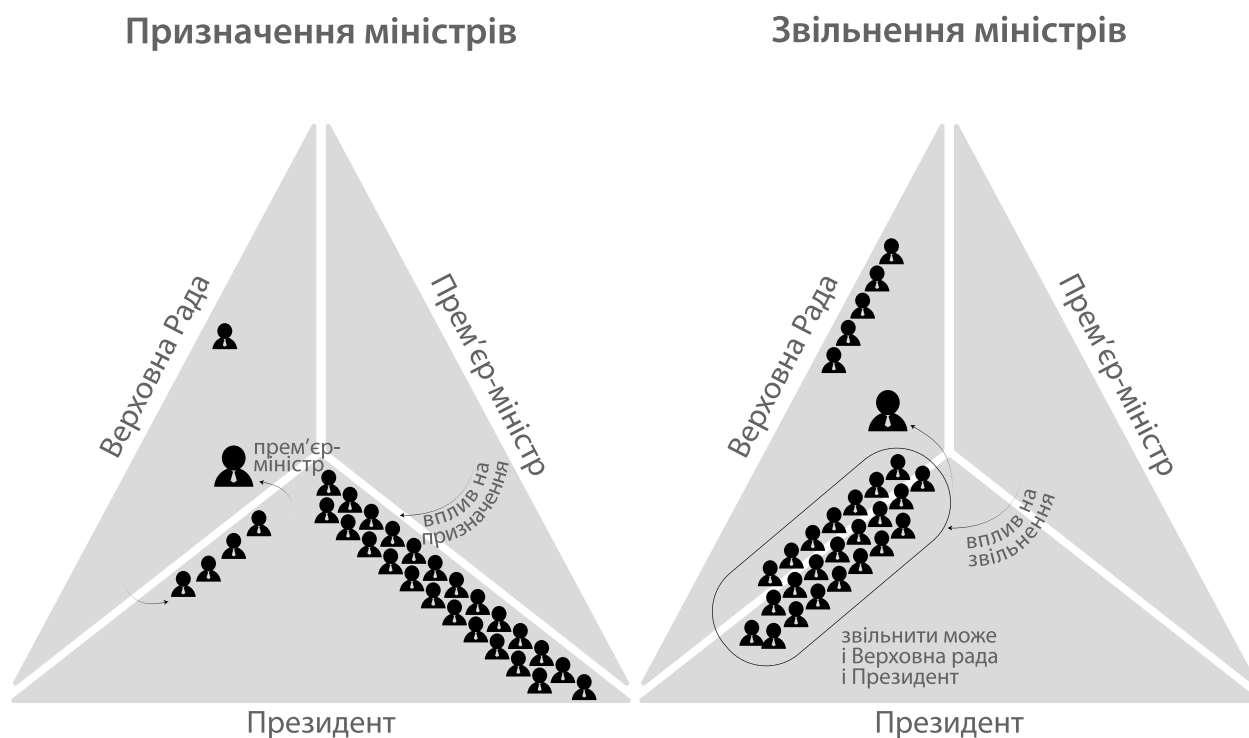 Призначення міністрів
Верховна Рада
Прем’єр-міністр
прем’єр-
міністр
вплив на
призначення
Президент
Звільнення міністрів
Верховна Рада
Прем’єр-міністр
вплив на
звільнення
звільнити може
і Верховна рада
і Президент
Президент